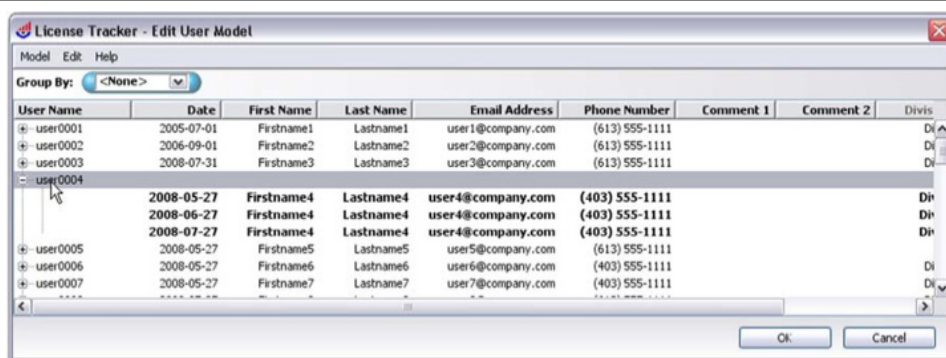 License Tracker - Edit User Model
Model Edit Help
Group By: <None>
User Name Date First Name Last Name Email Address Phone Number Comment 1 Comment 2 Divis
user0001 2005-07-01 Firstname1 Lastname1 user1@company.com (613) 555-1111 Di
user0002 2006-09-01 Firstname2 Lastname2 user2@company.com (613) 555-1111 Di
user0003 2008-07-31 Firstname3 Lastname3 user3@company.com (613) 555-1111 Di
user0004
2008-05-27 Firstname4 Lastname4 user4@company.com (403) 555-1111 Div
2008-06-27 Firstname4 Lastname4 user4@company.com (403) 555-1111 Div
2008-07-27 Firstname4 Lastname4 user4@company.com (403) 555-1111 Div
user0005 2008-05-27 Firstname5 Lastname5 user5@company.com (613) 555-1111
user0006 2008-05-27 Firstname6 Lastname6 user6@company.com (403) 555-1111 Di
user0007 2008-05-27 Firstname7 Lastname7 user7@company.com (403) 555-1111 Di
OK Cancel